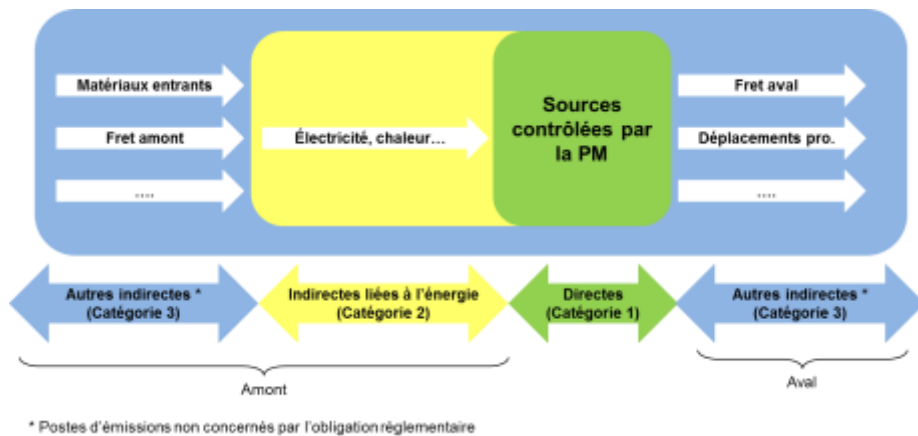 Matériaux entrants
Fret amont
....
Électricité, chaleur…
Sources
contrôlées par
la PM
Fret aval
Déplacements pro.
....
Autres indirectes *
(Catégorie 3)
Indirectes liées à l'énergie
(Catégorie 2)
Directes
(Catégorie 1)
Autres indirectes *
(Catégorie 3)
Amont
Aval
* Postes d'émissions non concernés par l'obligation réglementaire